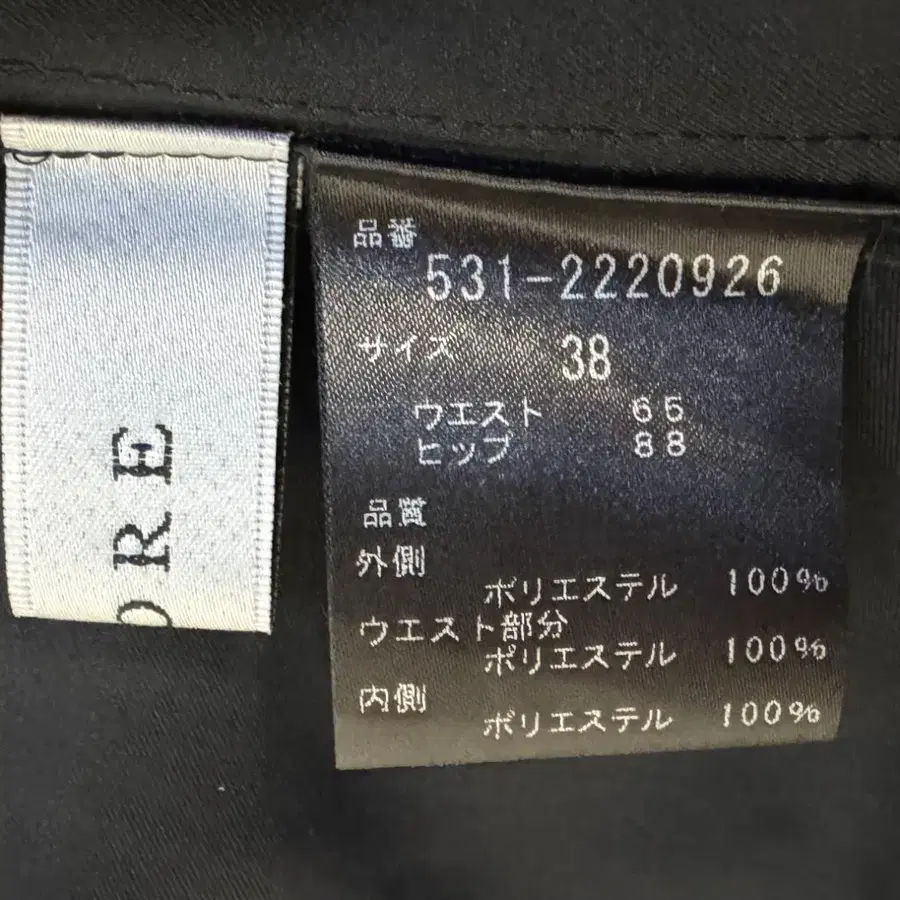 ORE
品番
531-2220926
サイズ 38
ウエスト 65
ヒップ 88
品質
外側
ポリエステル 100%
ウエスト部分
ポリエステル 100%
内側
ポリエステル 100%